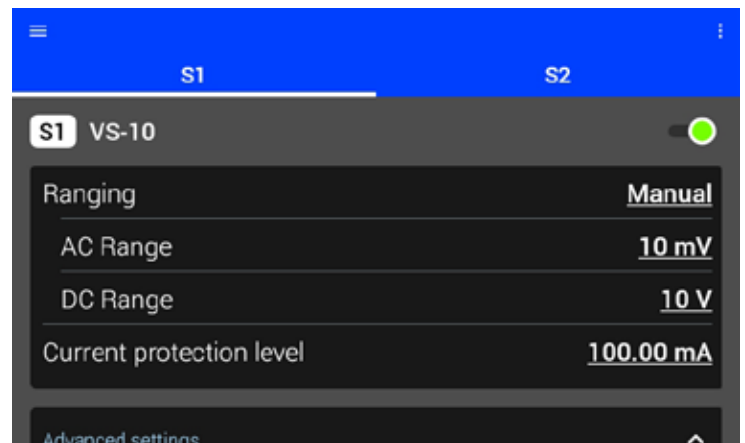 S1 S2
S1 VS-10
Ranging Manual
AC Range 10 mV
DC Range 10 V
Current protection level 100.00 mA
Advanced settings